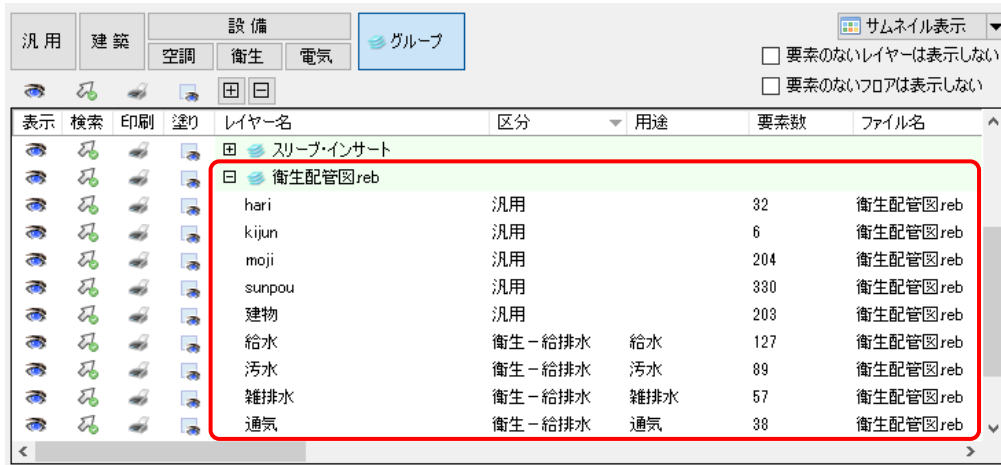 汎用 建築 設備 グループ サムネイル表示
空調 衛生 電気
要素のないレイヤーは表示しない
要素のないフロアは表示しない
表示 検索 印刷 塗り レイヤー名 区分 用途 要素数 ファイル名
スリーブ・インサート
衛生配管図.reb
hari 汎用 32 衛生配管図.reb
kijun 汎用 6 衛生配管図.reb
moji 汎用 204 衛生配管図.reb
sunpou 汎用 330 衛生配管図.reb
建物 汎用 203 衛生配管図.reb
給水 衛生－給排水 給水 127 衛生配管図.reb
汚水 衛生－給排水 汚水 89 衛生配管図.reb
雑排水 衛生－給排水 雑排水 57 衛生配管図.reb
通気 衛生－給排水 通気 38 衛生配管図.reb